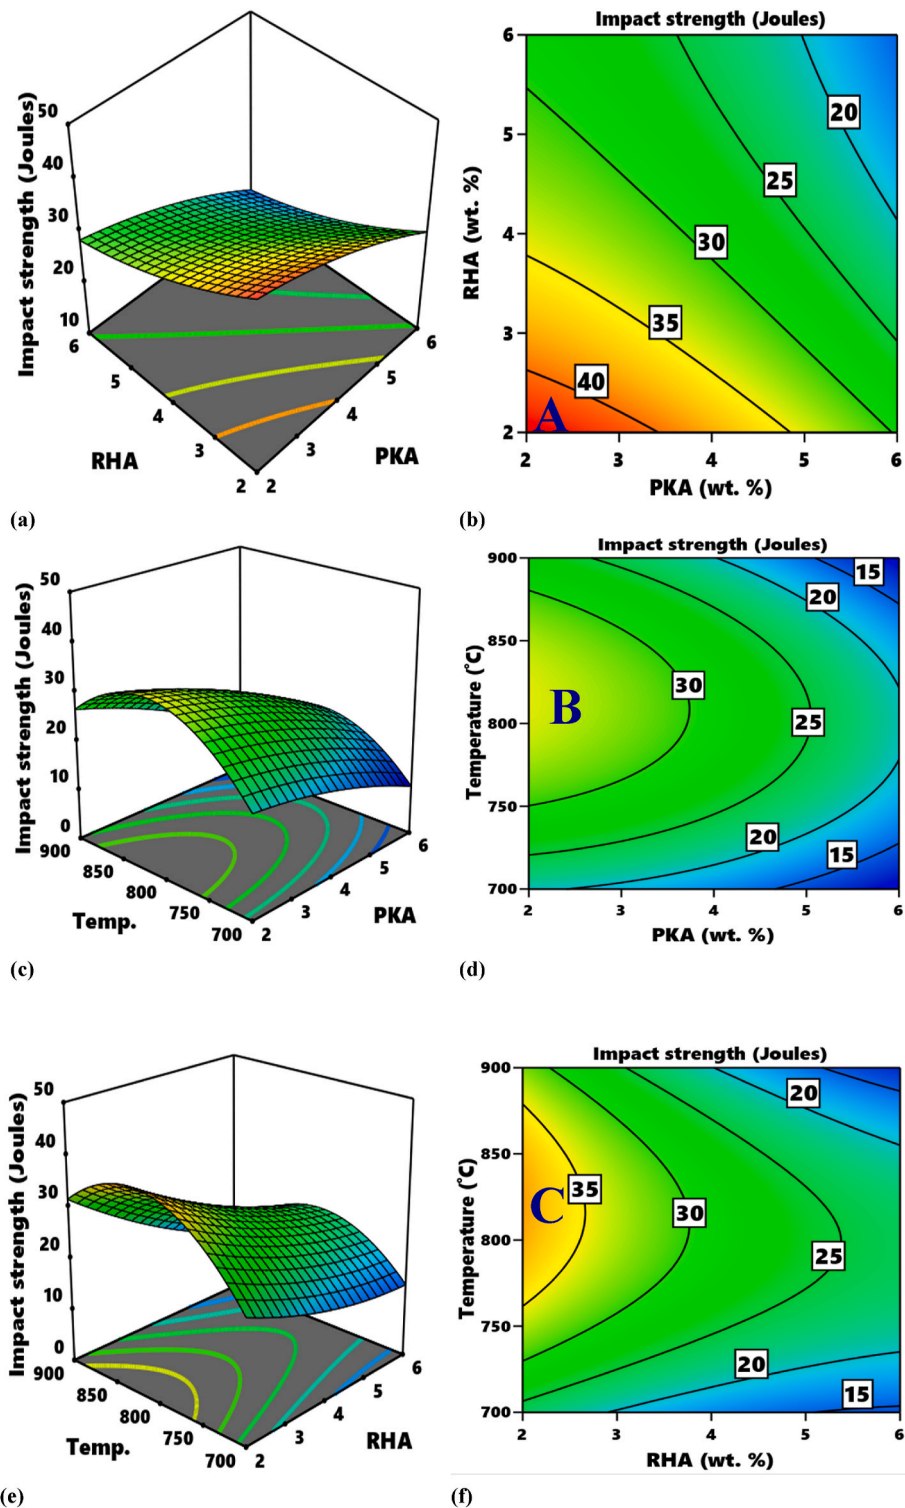 Impact strength (Joules)
50
40
30
20
10
6
5
4
3
2
2
3
4
5
6
RHA
PKA
(a)
Impact strength (Joules)
6
5
4
3
2
RHA (wt. %)
20
25
30
35
40
A
2 3 4 5 6
PKA (wt. %)
(b)
Impact strength (Joules)
50
40
30
20
10
0
900
850
800
750
700
2
3
4
5
6
Temp.
PKA
(c)
Impact strength (Joules)
900
850
800
750
700
Temperature (°C)
15
20
30
B
25
20
15
2 3 4 5 6
PKA (wt. %)
(d)
Impact strength (Joules)
50
40
30
20
10
0
900
850
800
750
700
2
3
4
5
6
Temp.
RHA
(e)
Impact strength (Joules)
900
850
800
750
700
Temperature (°C)
20
35
C
30
25
20
15
2 3 4 5 6
RHA (wt. %)
(f)